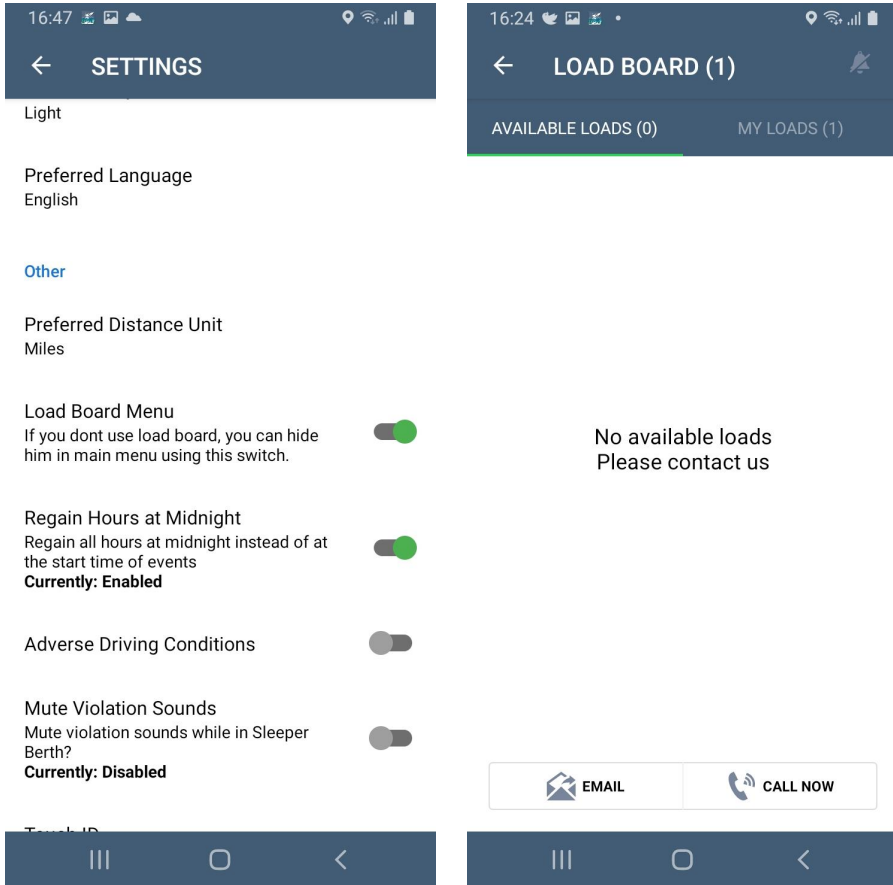 16:47
SETTINGS
Light
Preferred Language
English
Other
Preferred Distance Unit
Miles
Load Board Menu
If you dont use load board, you can hide
him in main menu using this switch.
Regain Hours at Midnight
Regain all hours at midnight instead of at
the start time of events
Currently: Enabled
Adverse Driving Conditions
Mute Violation Sounds
Mute violation sounds while in Sleeper
Berth?
Currently: Disabled
Touch ID
16:24
LOAD BOARD (1)
AVAILABLE LOADS (0)
MY LOADS (1)
No available loads
Please contact us
EMAIL
CALL NOW